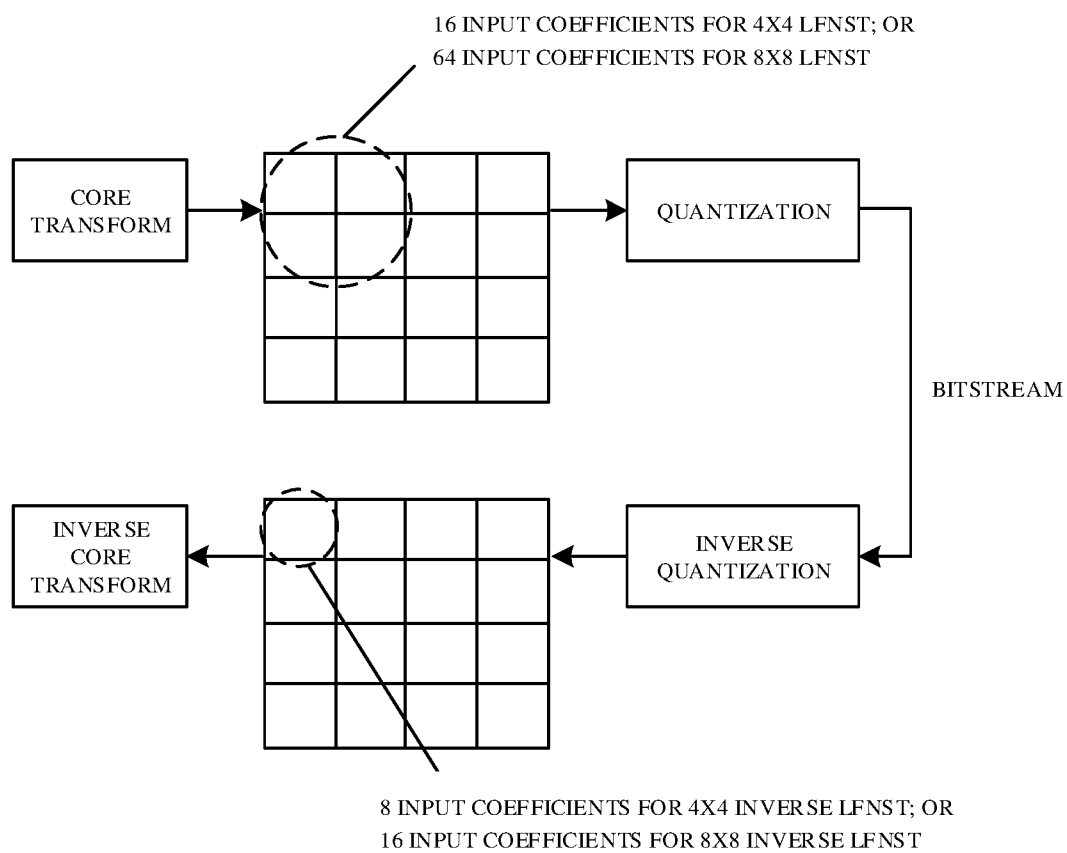 16 INPUT COEFFICIENTS FOR 4X4 LFNST; OR
64 INPUT COEFFICIENTS FOR 8X8 LFNST
CORE
TRANSFORM
QUANTIZATION
BITSTREAM
INVERSE
CORE
TRANSFORM
INVERSE
QUANTIZATION
8 INPUT COEFFICIENTS FOR 4X4 INVERSE LFNST; OR
16 INPUT COEFFICIENTS FOR 8X8 INVERSE LFNST